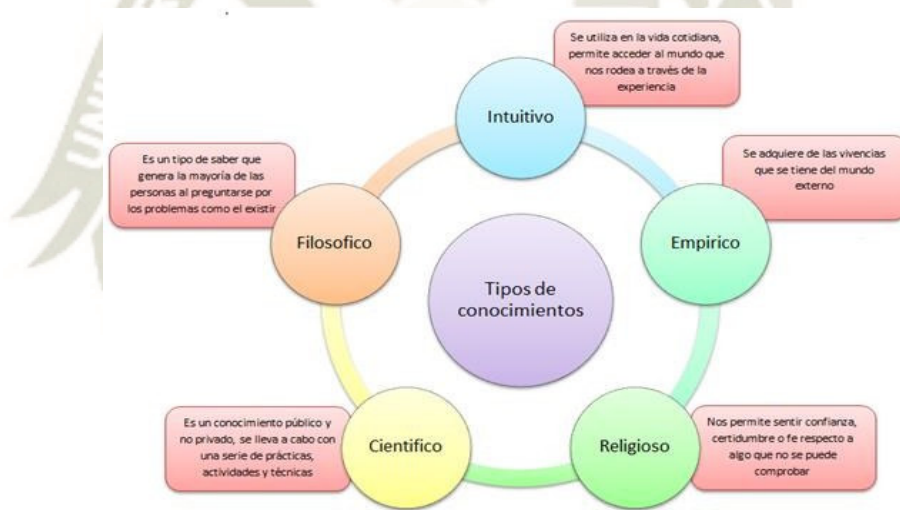 Se utiliza en la vida cotidiana,
permite acceder al mundo que
nos rodea a través de la
experiencia
Intuitivo
Es un tipo de saber que
genera la mayoría de las
personas al preguntarse por
los problemas como el existir
Se adquiere de las vivencias
que se tiene del mundo
externo
Filosofico
Empirico
Tipos de
conocimientos
Es un conocimiento público y
no privado, se lleva a cabo con
una serie de prácticas,
actividades y técnicas
Cientifico
Religioso
Nos permite sentir confianza,
certidumbre o fe respecto a
algo que no se puede
comprobar